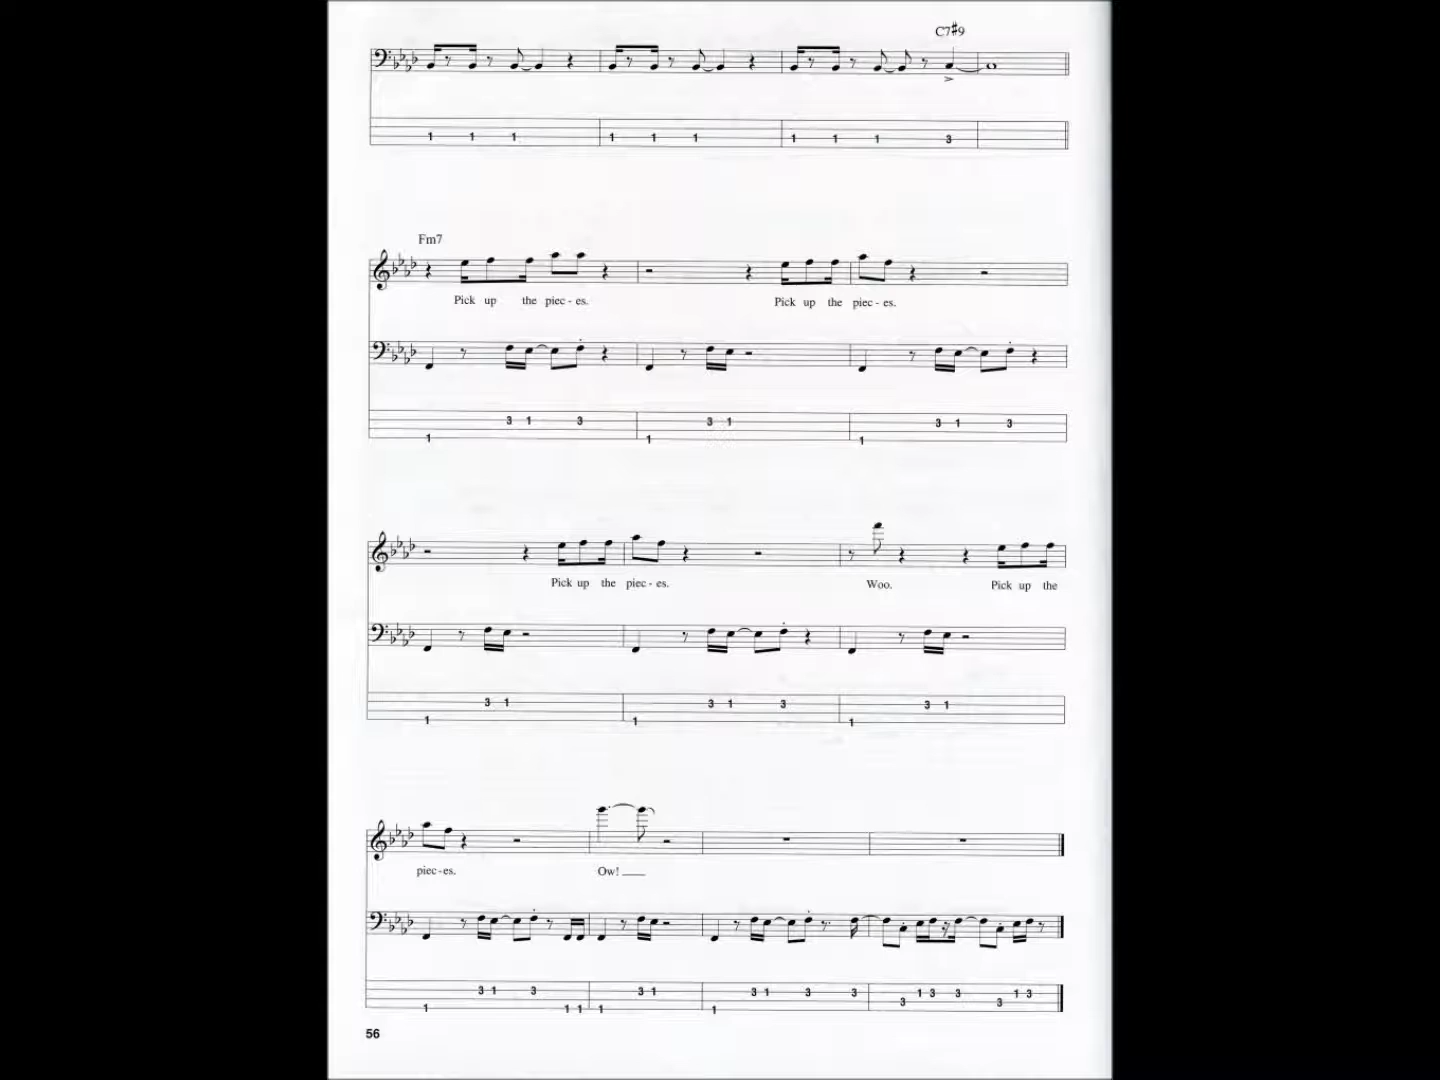 C7#9
1 1 1 1 1 1 1 1 1 3
Fm7
Pick up the piec - es. Pick up the piec - es.
1 3 1 3 1 3 1 1 3 1 3
Pick up the piec - es. Woo. Pick up the
1 3 1 1 3 1 3 1 3 1
piec - es. Ow!
1 3 1 3 1 1 1 3 1 1 3 1 3 3 3 1 3 3 3 1 3
56